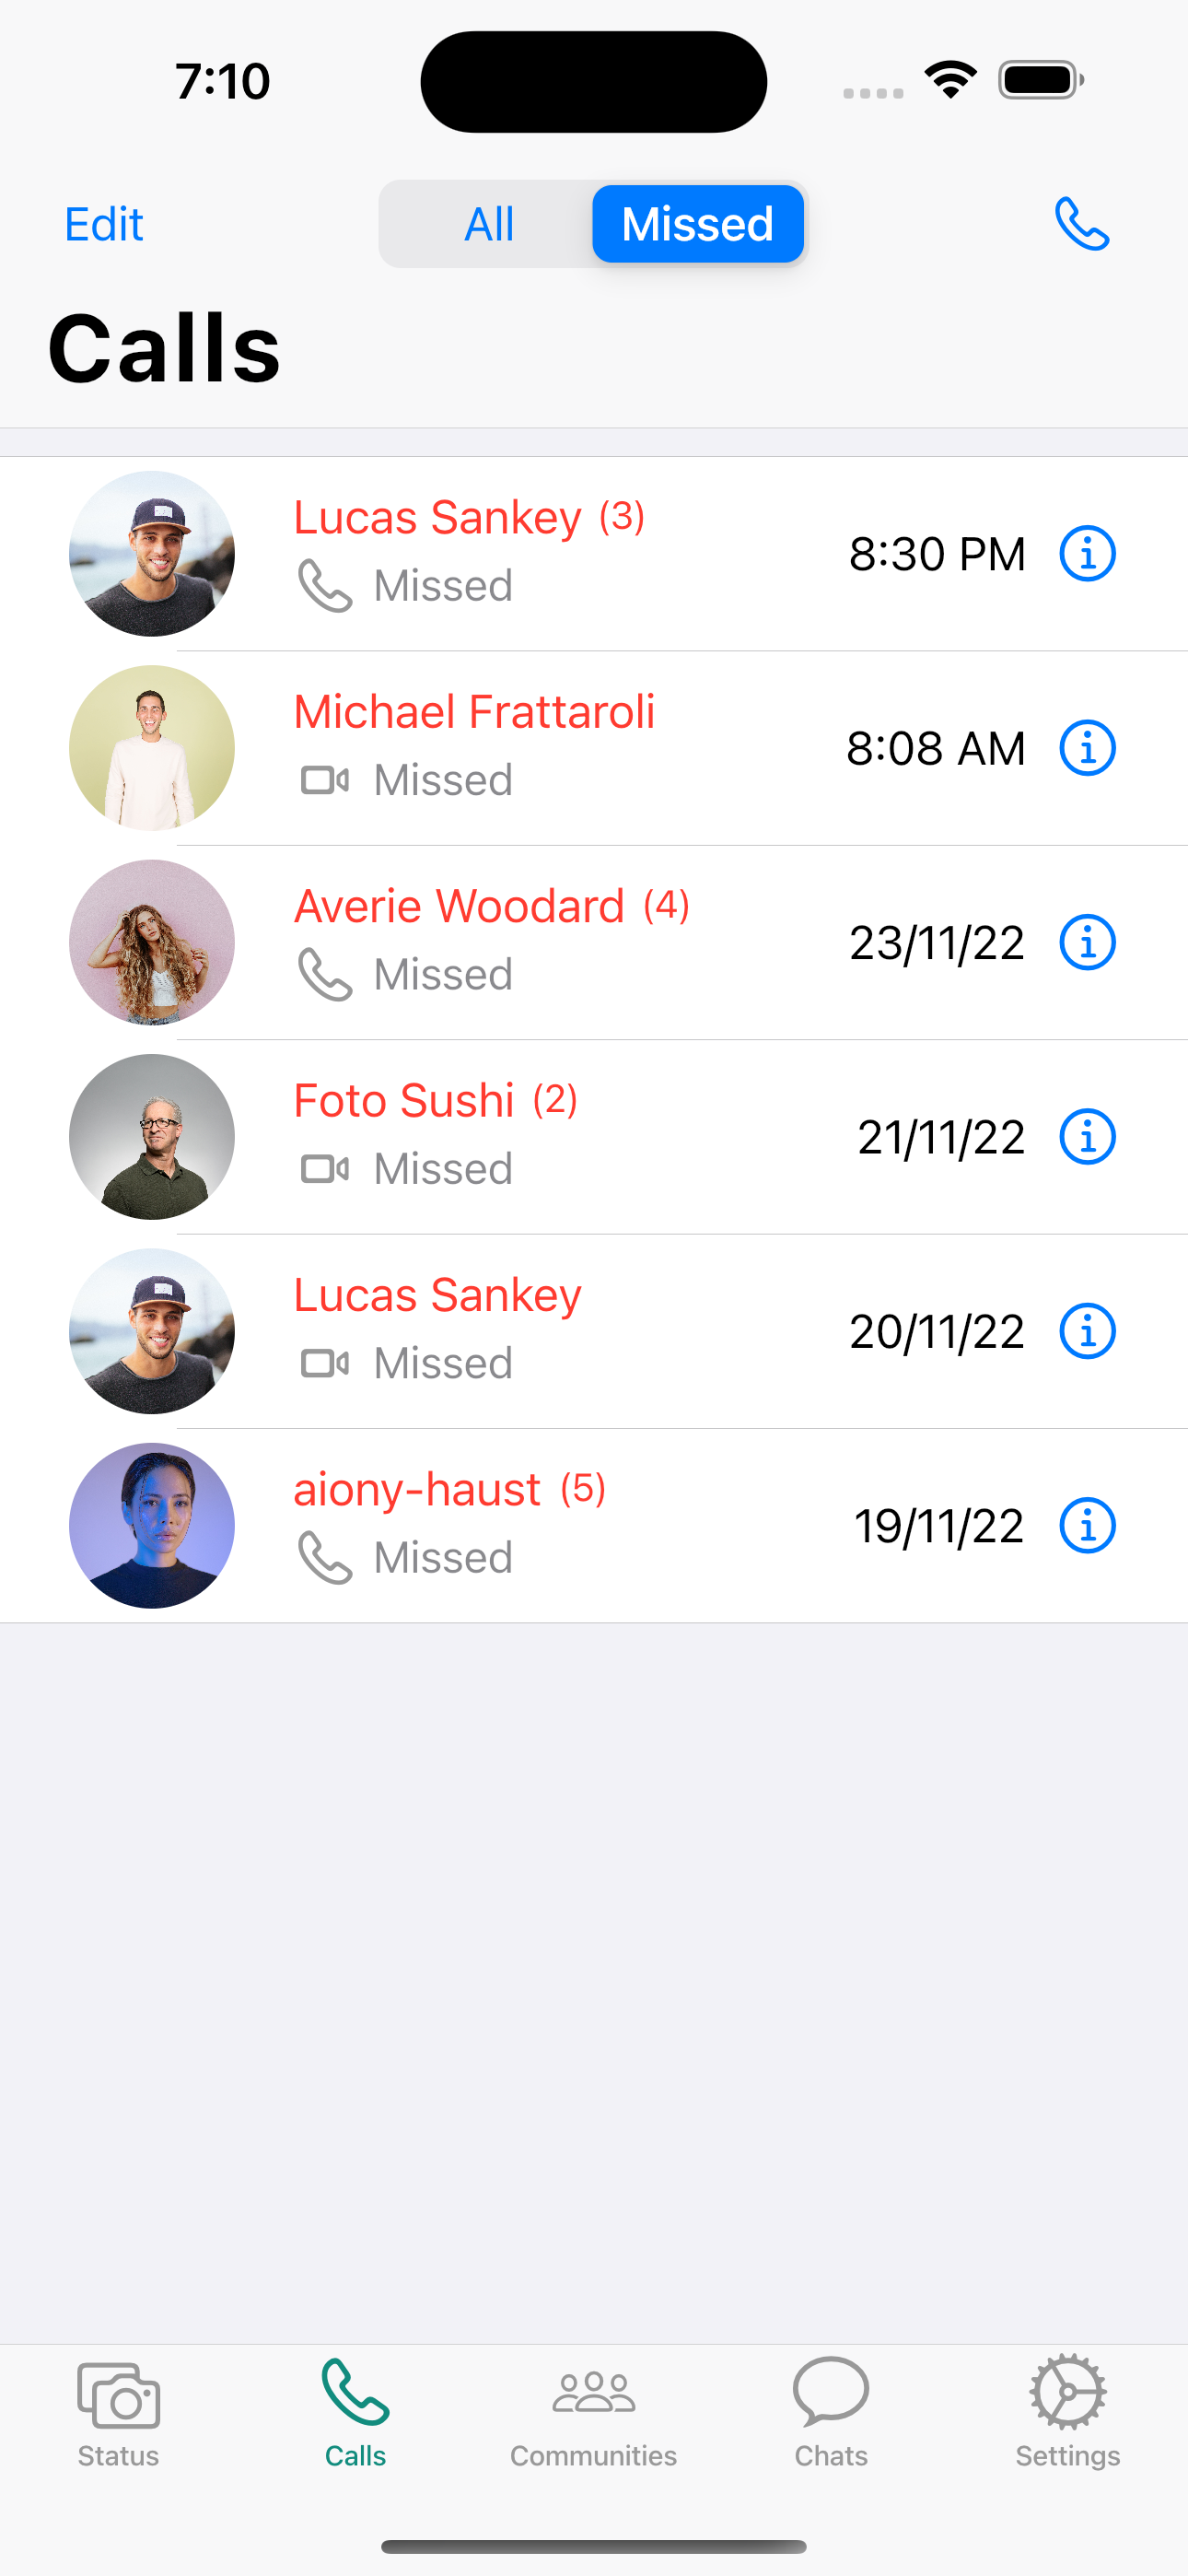 7:10
Edit All Missed
Calls
Lucas Sankey (3)
Missed
8:30 PM
Michael Frattaroli
Missed
8:08 AM
Averie Woodard (4)
Missed
23/11/22
Foto Sushi (2)
Missed
21/11/22
Lucas Sankey
Missed
20/11/22
aiony-haust (5)
Missed
19/11/22
Status Calls Communities Chats Settings